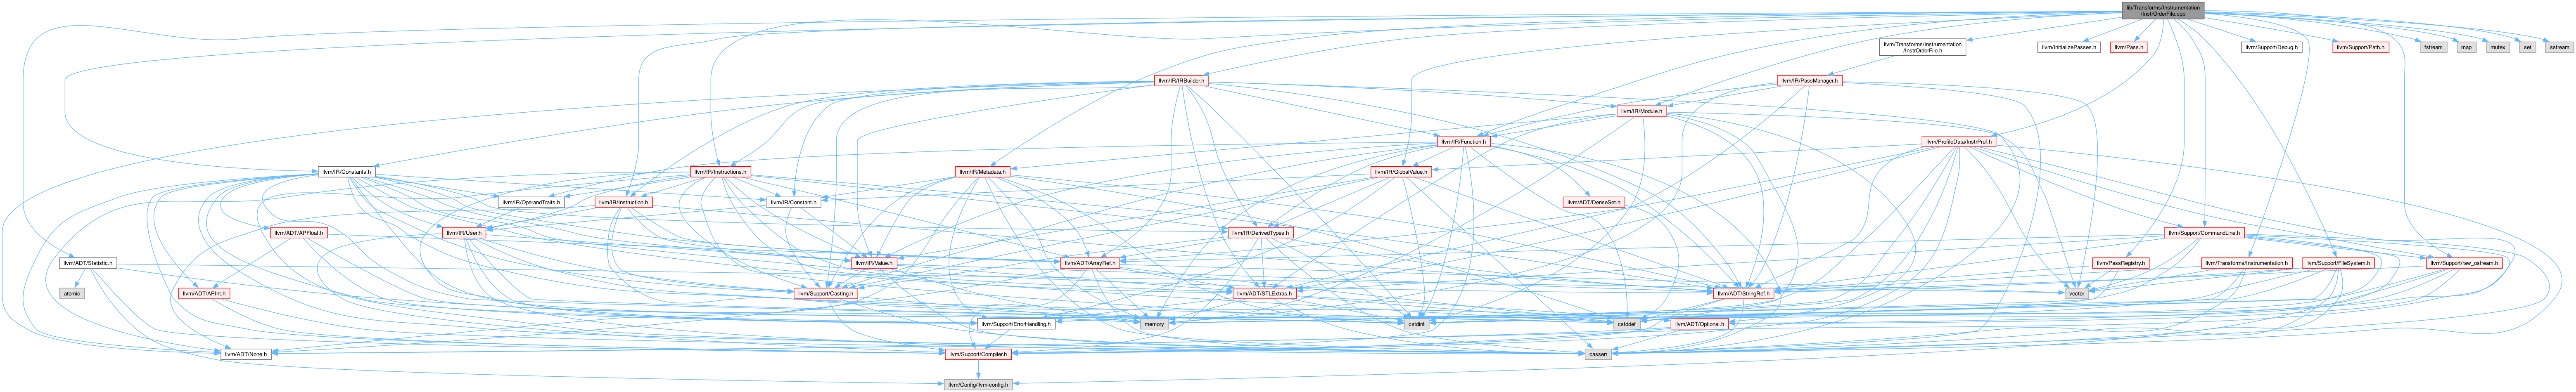 lib/Transforms/Instrumentation
/InstrOrderFile.cpp
llvm/Transforms/Instrumentation
/InstrOrderFile.h
llvm/InitializePasses.h
llvm/Pass.h
llvm/Support/Debug.h
llvm/Support/Path.h
fstream
map
mutex
set
sstream
llvm/IR/IRBuilder.h
llvm/IR/PassManager.h
llvm/IR/Module.h
llvm/IR/Function.h
llvm/ProfileData/InstrProf.h
llvm/IR/Constants.h
llvm/IR/Instructions.h
llvm/IR/Metadata.h
llvm/IR/GlobalValue.h
llvm/IR/OperandTraits.h
llvm/IR/Instruction.h
llvm/IR/Constant.h
llvm/ADT/DenseSet.h
llvm/ADT/APFloat.h
llvm/IR/User.h
llvm/IR/DerivedTypes.h
llvm/Support/CommandLine.h
llvm/ADT/Statistic.h
llvm/IR/Value.h
llvm/ADT/ArrayRef.h
llvm/PassRegistry.h
llvm/Transforms/Instrumentation.h
llvm/Support/FileSystem.h
llvm/Support/raw_ostream.h
atomic
llvm/ADT/APInt.h
llvm/Support/Casting.h
llvm/ADT/STLExtras.h
llvm/ADT/StringRef.h
vector
llvm/Support/ErrorHandling.h
memory
cstdint
cstddef
llvm/ADT/Optional.h
llvm/ADT/None.h
llvm/Support/Compiler.h
cassert
llvm/Config/llvm-config.h